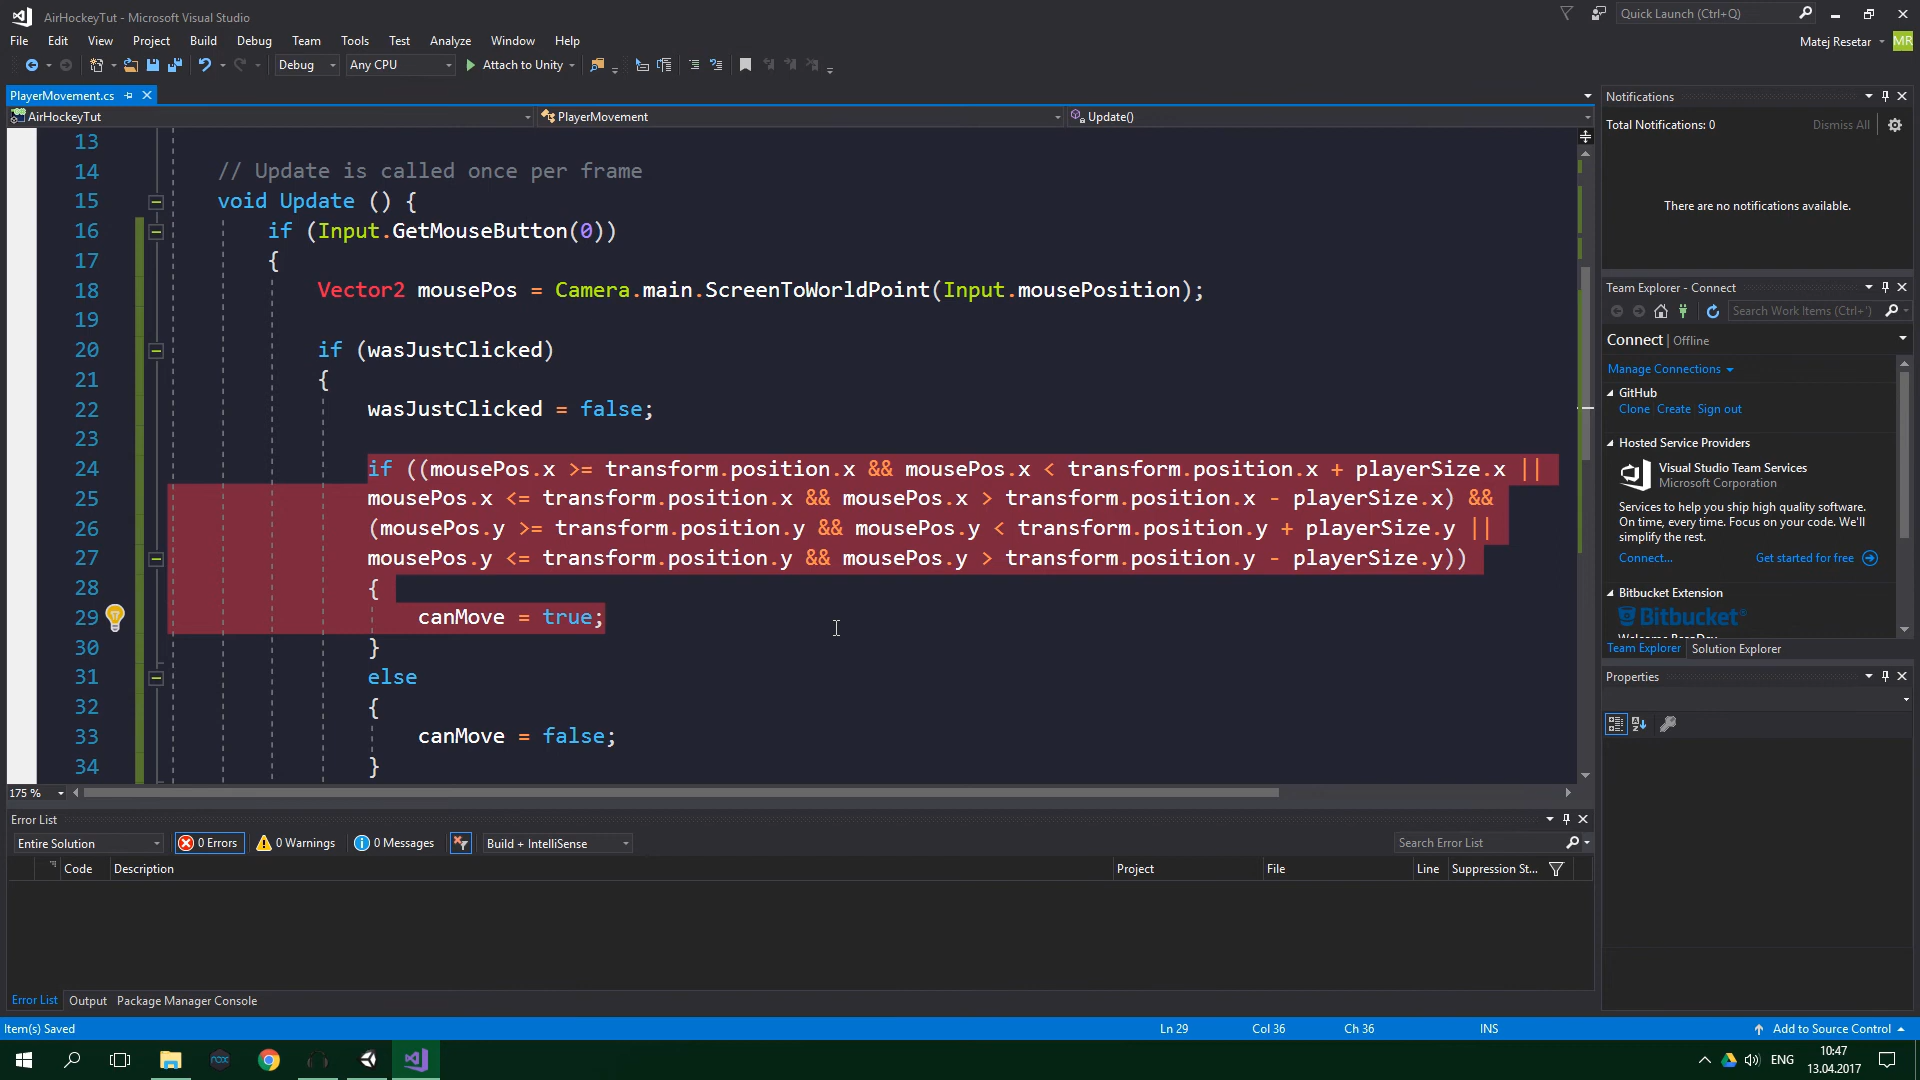 AirHockeyTut - Microsoft Visual Studio
Quick Launch (Ctrl+Q)
File Edit View Project Build Debug Team Tools Test Analyze Window Help
Matej Resetar MR
Debug Any CPU Attach to Unity
PlayerMovement.cs
AirHockeyTut PlayerMovement Update()
13
14 // Update is called once per frame
15 void Update () {
16 if (Input.GetMouseButton(0))
17 {
18 Vector2 mousePos = Camera.main.ScreenToWorldPoint(Input.mousePosition);
19
20 if (wasJustClicked)
21 {
22 wasJustClicked = false;
23
24 if ((mousePos.x >= transform.position.x && mousePos.x < transform.position.x + playerSize.x ||
25 mousePos.x <= transform.position.x && mousePos.x > transform.position.x - playerSize.x) &&
26 (mousePos.y >= transform.position.y && mousePos.y < transform.position.y + playerSize.y ||
27 mousePos.y <= transform.position.y && mousePos.y > transform.position.y - playerSize.y))
28 {
29 canMove = true;
30 }
31 else
32 {
33 canMove = false;
34 }
175 %
Notifications
Total Notifications: 0 Dismiss All
There are no notifications available.
Team Explorer - Connect
Search Work Items (Ctrl+')
Connect | Offline
Manage Connections
GitHub
Clone Create Sign out
Hosted Service Providers
Visual Studio Team Services
Microsoft Corporation
Services to help you ship high quality software.
On time, every time. Focus on your code. We'll
simplify the rest.
Connect... Get started for free
Bitbucket Extension
Bitbucket
Team Explorer Solution Explorer
Properties
Error List
Entire Solution 0 Errors 0 Warnings 0 Messages Build + IntelliSense Search Error List
Code Description Project File Line Suppression St...
Error List Output Package Manager Console
Item(s) Saved Ln 29 Col 36 Ch 36 INS Add to Source Control
ENG 10:47
13.04.2017